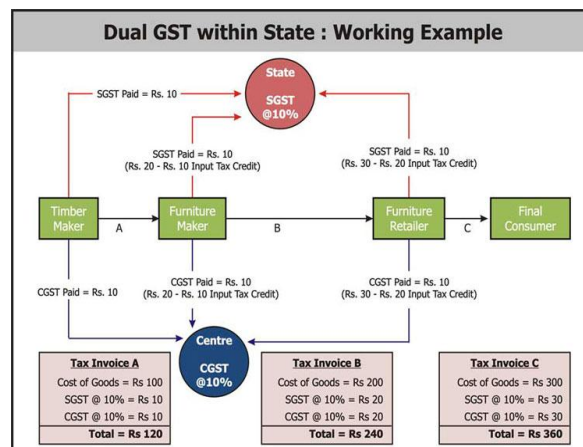 Dual GST within State : Working Example
State
SGST
@10%
SGST Paid = Rs. 10
SGST Paid = Rs. 10
(Rs. 20 - Rs. 10 Input Tax Credit)
SGST Paid = Rs. 10
(Rs. 30 - Rs. 20 Input Tax Credit)
Timber
Maker
A
Furniture
Maker
B
Furniture
Retailer
C
Final
Consumer
CGST Paid = Rs. 10
CGST Paid = Rs. 10
(Rs. 20 - Rs. 10 Input Tax Credit)
CGST Paid = Rs. 10
(Rs. 30 - Rs. 20 Input Tax Credit)
Centre
CGST
@10%
Tax Invoice A
Cost of Goods = Rs 100
SGST @ 10% = Rs 10
CGST @ 10% = Rs 10
Total = Rs 120
Tax Invoice B
Cost of Goods = Rs 200
SGST @ 10% = Rs 20
CGST @ 10% = Rs 20
Total = Rs 240
Tax Invoice C
Cost of Goods = Rs 300
SGST @ 10% = Rs 30
CGST @ 10% = Rs 30
Total = Rs 360